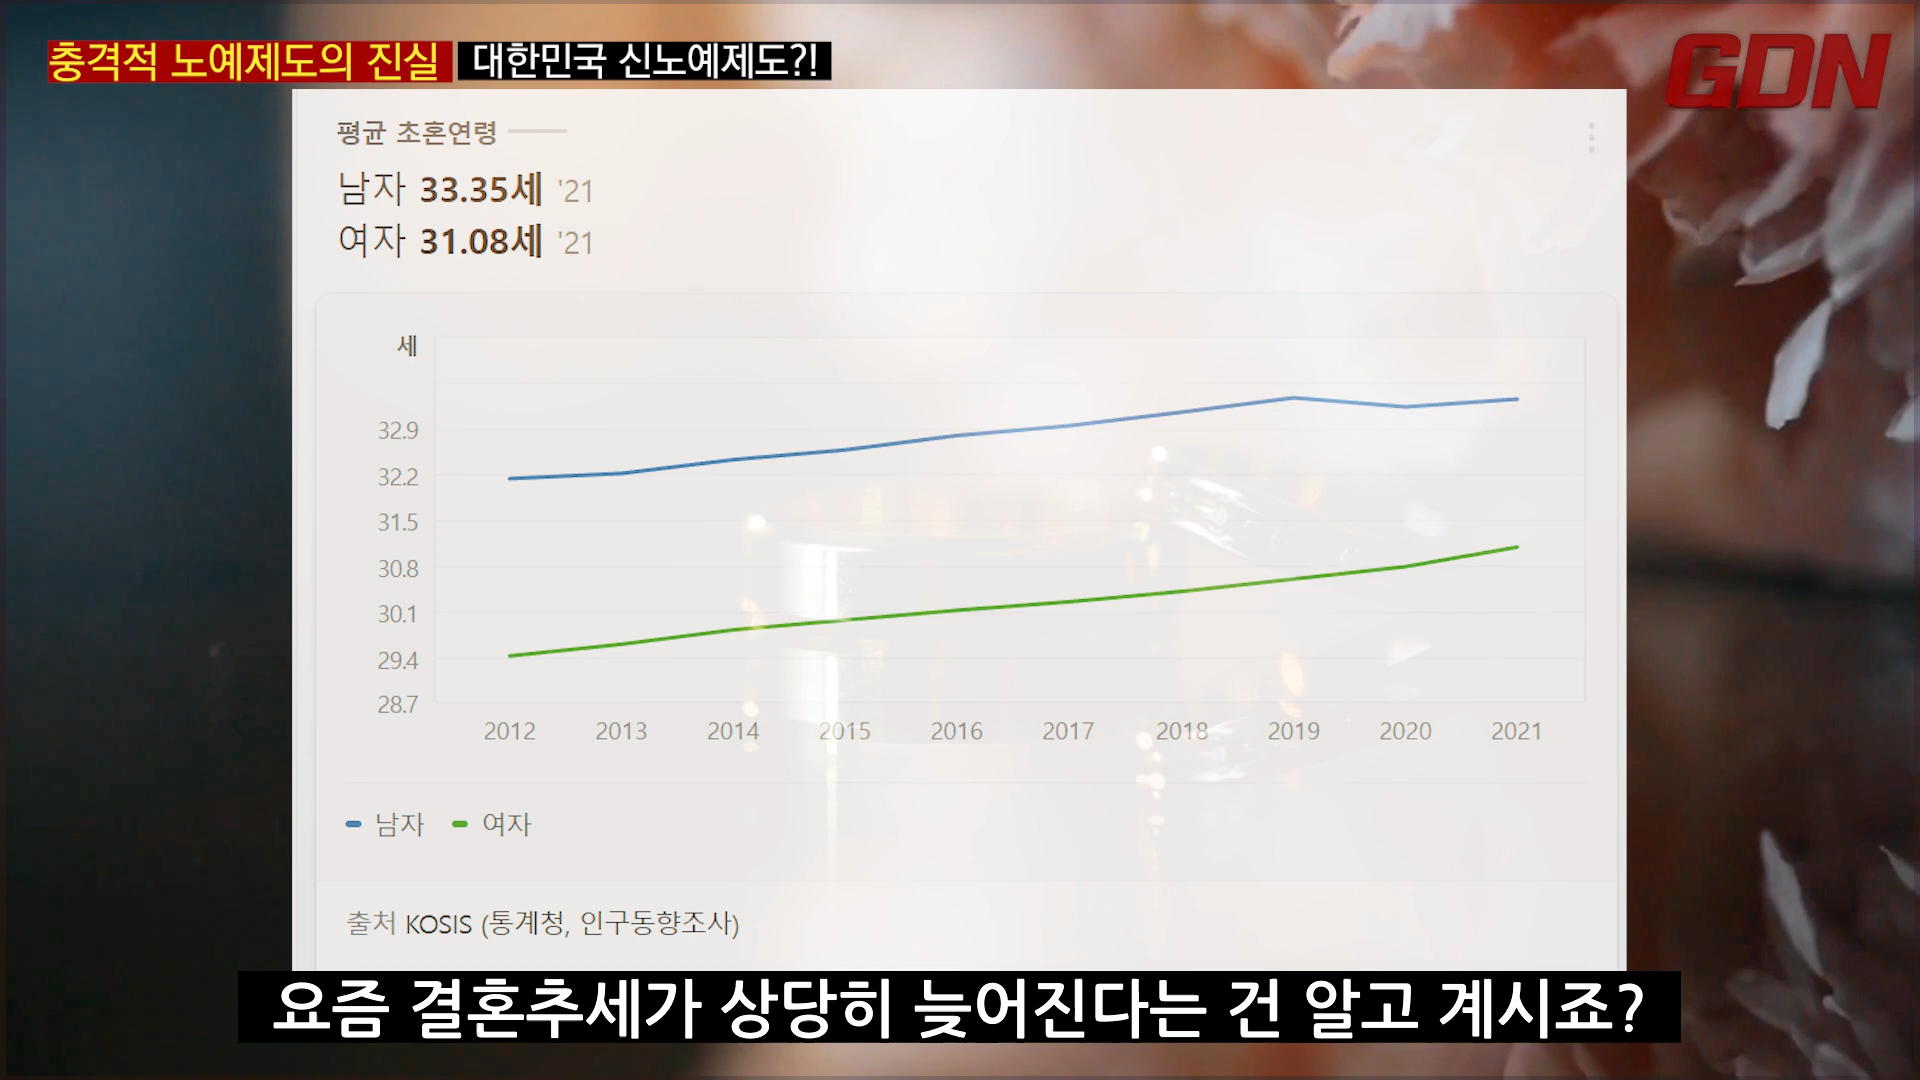 충격적 노예제도의 진실 대한민국 신노예제도?!
GDN
평균 초혼연령
남자 33.35세 '21
여자 31.08세 '21
세
32.9
32.2
31.5
30.8
30.1
29.4
28.7
2012 2013 2014 2015 2016 2017 2018 2019 2020 2021
남자 여자
출처 KOSIS (통계청, 인구동향조사)
요즘 결혼추세가 상당히 늦어진다는 건 알고 계시죠?